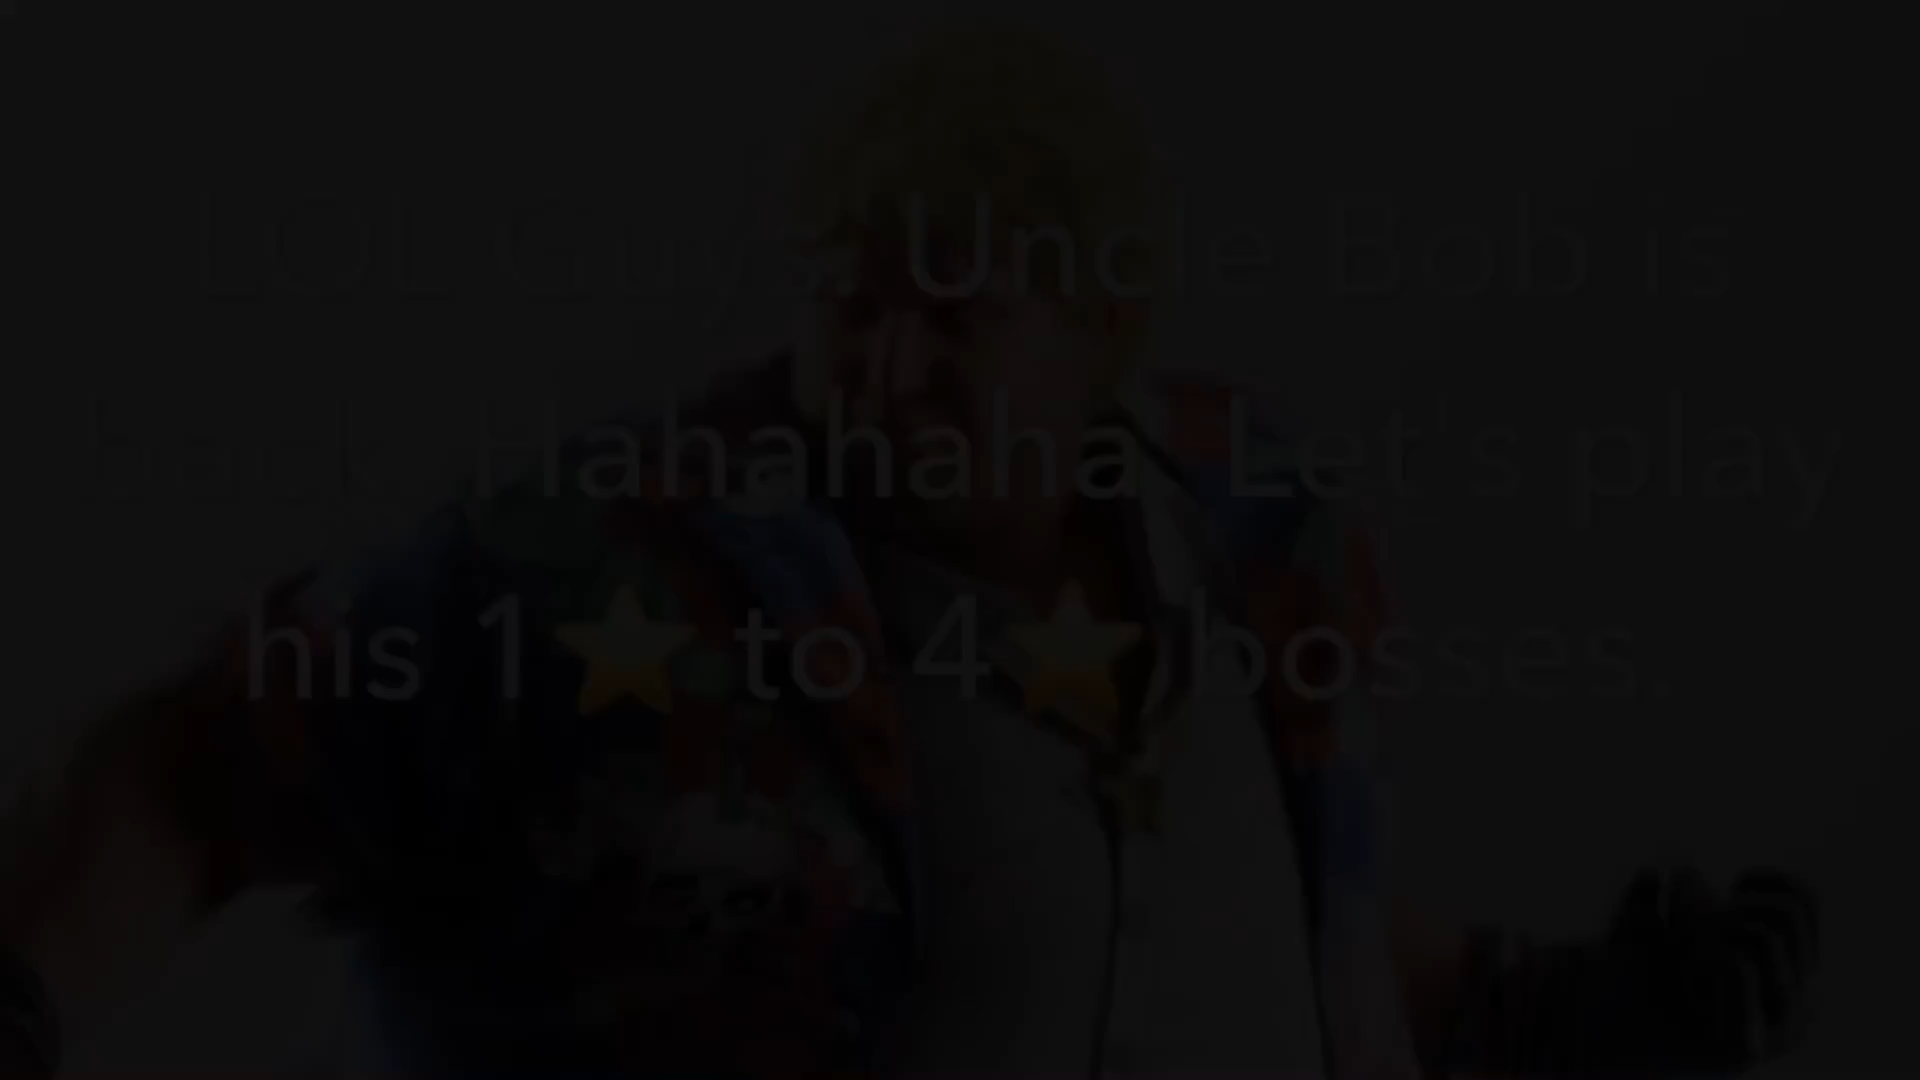 LOL Guys. Uncle Bob is
back. Hahahaha. Let's play
his 1⭐ to 4⭐ bosses.